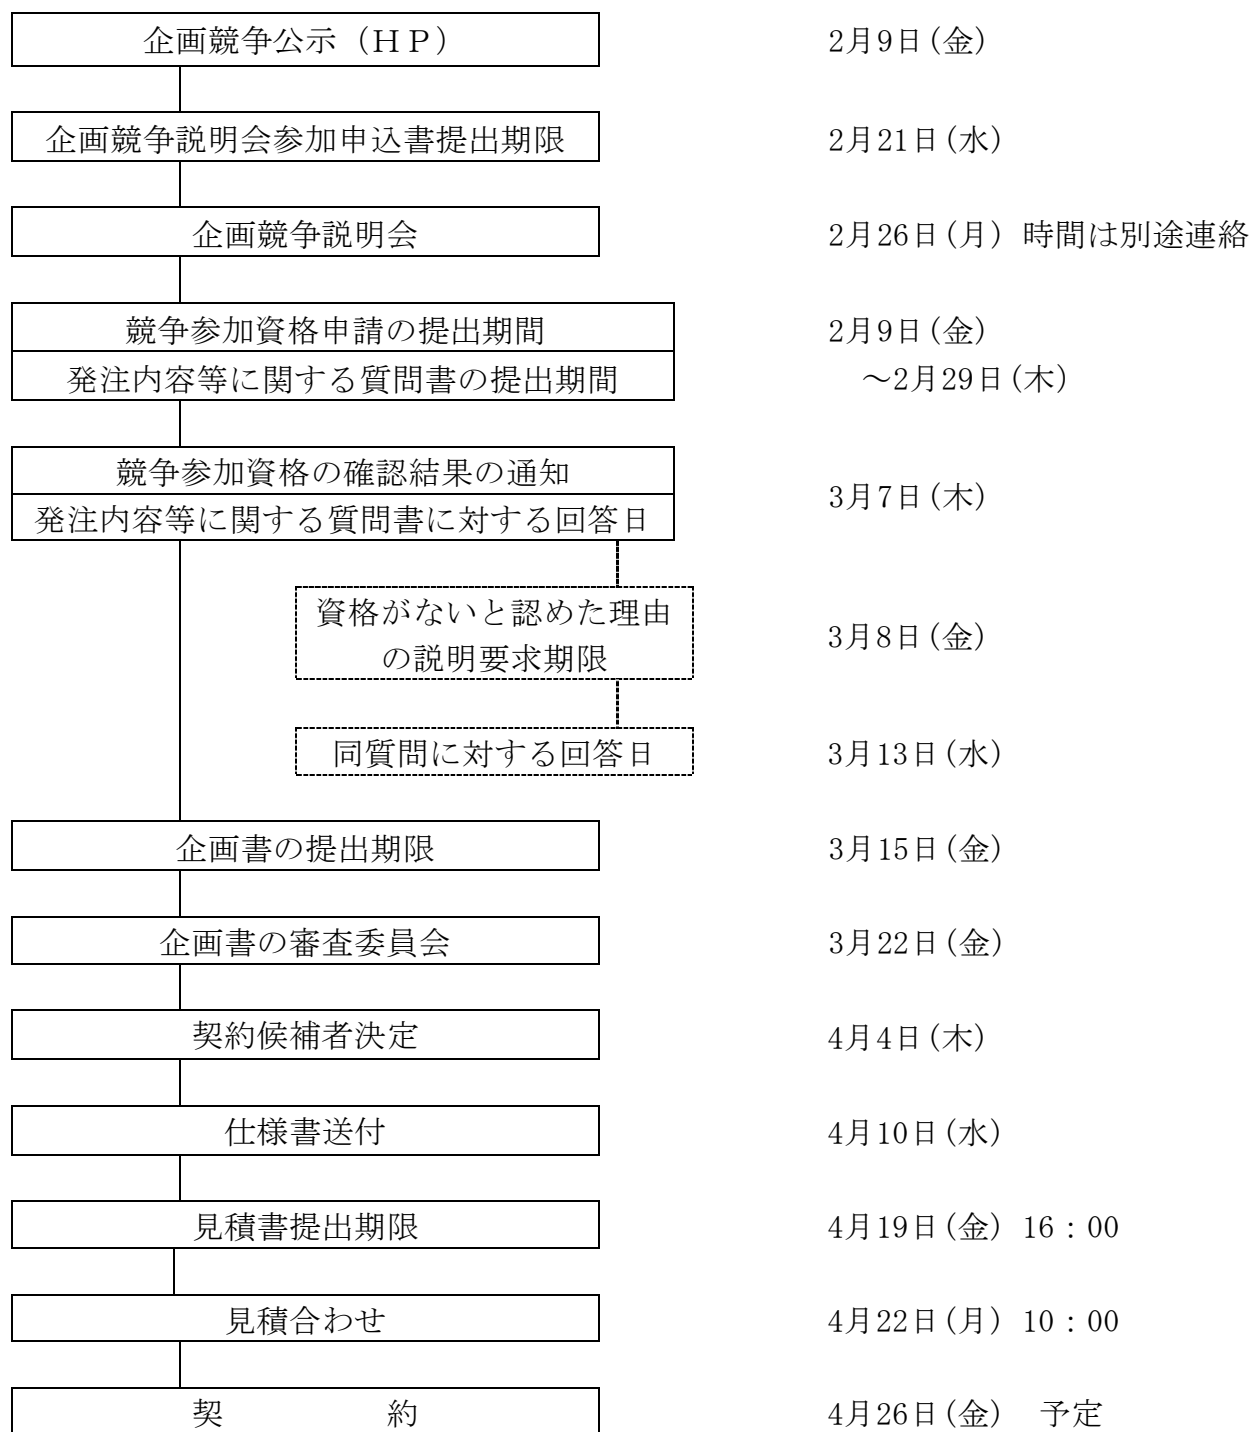 企画競争公示（ＨＰ） 2月9日(金)
企画競争説明会参加申込書提出期限 2月21日(水)
企画競争説明会 2月26日(月) 時間は別途連絡
競争参加資格申請の提出期間 2月9日(金)
発注内容等に関する質問書の提出期間 ～2月29日(木)
競争参加資格の確認結果の通知
3月7日(木)
発注内容等に関する質問書に対する回答日
資格がないと認めた理由
の説明要求期限
3月8日(金)
同質問に対する回答日 3月13日(水)
企画書の提出期限 3月15日(金)
企画書の審査委員会 3月22日(金)
契約候補者決定 4月4日(木)
仕様書送付 4月10日(水)
見積書提出期限 4月19日(金) 16：00
見積合わせ 4月22日(月) 10：00
契　　　　　約 4月26日(金)　予定